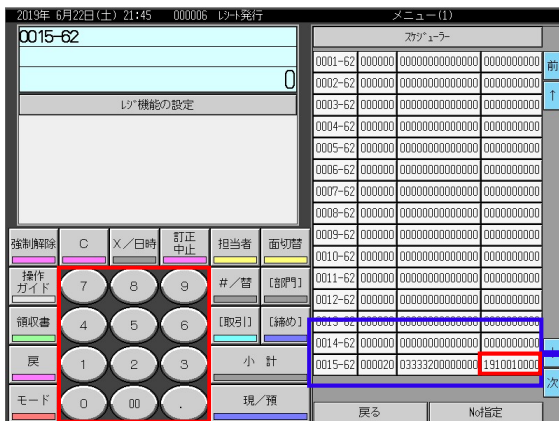 2019年 6月22日(土) 21:45 000006 ﾚｼｰﾄ発行
メニュー(1)
0015-62
0
ﾚｼﾞ機能の設定
ｽｹｼﾞｭｰﾗｰ
0001-62 000000 00000000000000 0000000000
0002-62 000000 00000000000000 0000000000
0003-62 000000 00000000000000 0000000000
0004-62 000000 00000000000000 0000000000
0005-62 000000 00000000000000 0000000000
0006-62 000000 00000000000000 0000000000
0007-62 000000 00000000000000 0000000000
0008-62 000000 00000000000000 0000000000
0009-62 000000 00000000000000 0000000000
0010-62 000000 00000000000000 0000000000
0011-62 000000 00000000000000 0000000000
0012-62 000000 00000000000000 0000000000
0013-62 000000 00000000000000 0000000000
0014-62 000000 00000000000000 0000000000
0015-62 000020 03333200000000 1910010000
前
↑
次
戻る No指定
強制解除 C X／日時 訂正中止 担当者 面切替
操作ガイド 7 8 9 #／替 [部門]
領収書 4 5 6 [取引] [締め]
戻 1 2 3 小計
モード 0 00 . 現／預